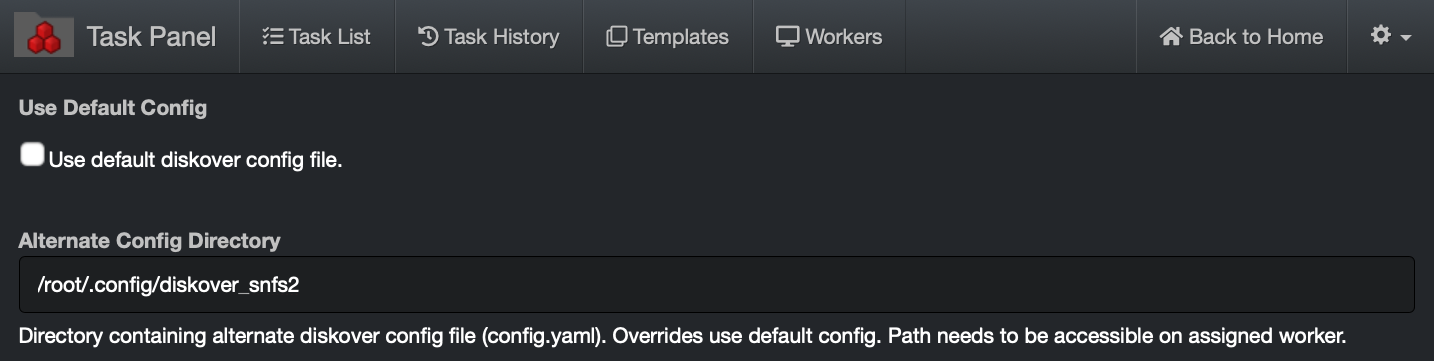 Task Panel Task List Task History Templates Workers Back to Home
Use Default Config
Use default diskover config file.
Alternate Config Directory
/root/.config/diskover_snfs2
Directory containing alternate diskover config file (config.yaml). Overrides use default config. Path needs to be accessible on assigned worker.